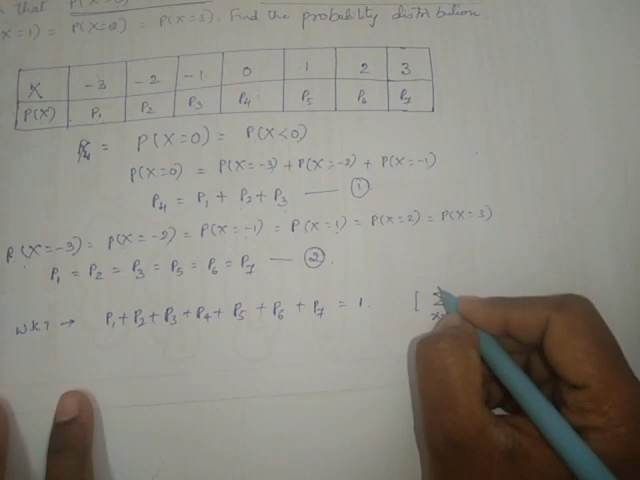 that P(X
X=1) = P(X=2) = P(X=3). Find the probability distribution
X -3 -2 -1 0 1 2 3
P(X) P₁ P₂ P₃ P₄ P₅ P₆ P₇
= P(X=0) = P(X<0)
P(X=0) = P(X=-3) + P(X=-2) + P(X=-1)
P₄ = P₁ + P₂ + P₃ —— ①
P(X=-3) = P(X=-2) = P(X=-1) = P(X=1) = P(X=2) = P(X=3)
P₁ = P₂ = P₃ = P₅ = P₆ = P₇ —— ②.
W.K.T → P₁+P₂+P₃+P₄+P₅+P₆+P₇ = 1. [ Σ